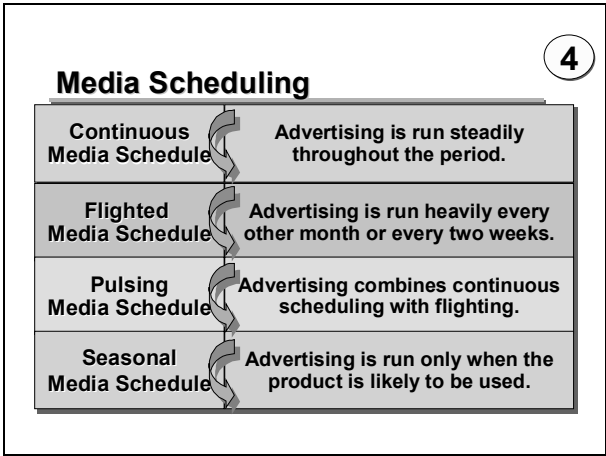 4
Media Scheduling
Continuous
Media Schedule
Advertising is run steadily
throughout the period.
Flighted
Media Schedule
Advertising is run heavily every
other month or every two weeks.
Pulsing
Media Schedule
Advertising combines continuous
scheduling with flighting.
Seasonal
Media Schedule
Advertising is run only when the
product is likely to be used.